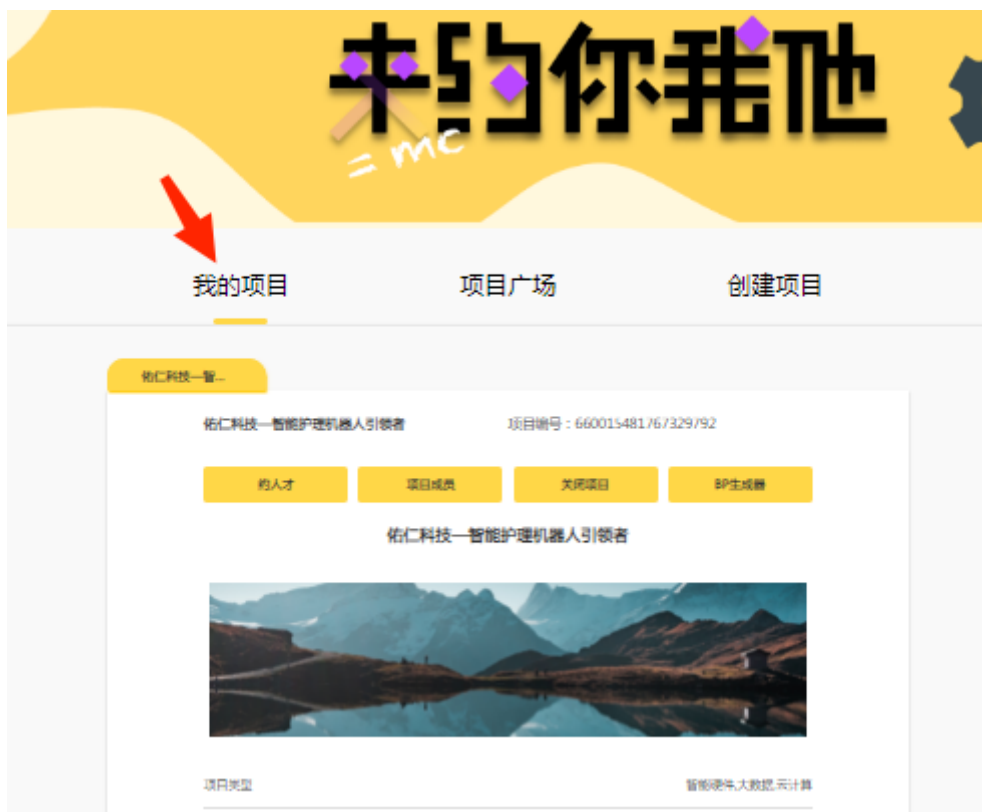 来约你我他
= mc
我的项目 项目广场 创建项目
佑仁科技—智...
佑仁科技—智能护理机器人引领者 项目编号：660015481767329792
约人才 项目成员 关闭项目 BP生成器
佑仁科技—智能护理机器人引领者
项目类型 智能硬件,大数据,云计算